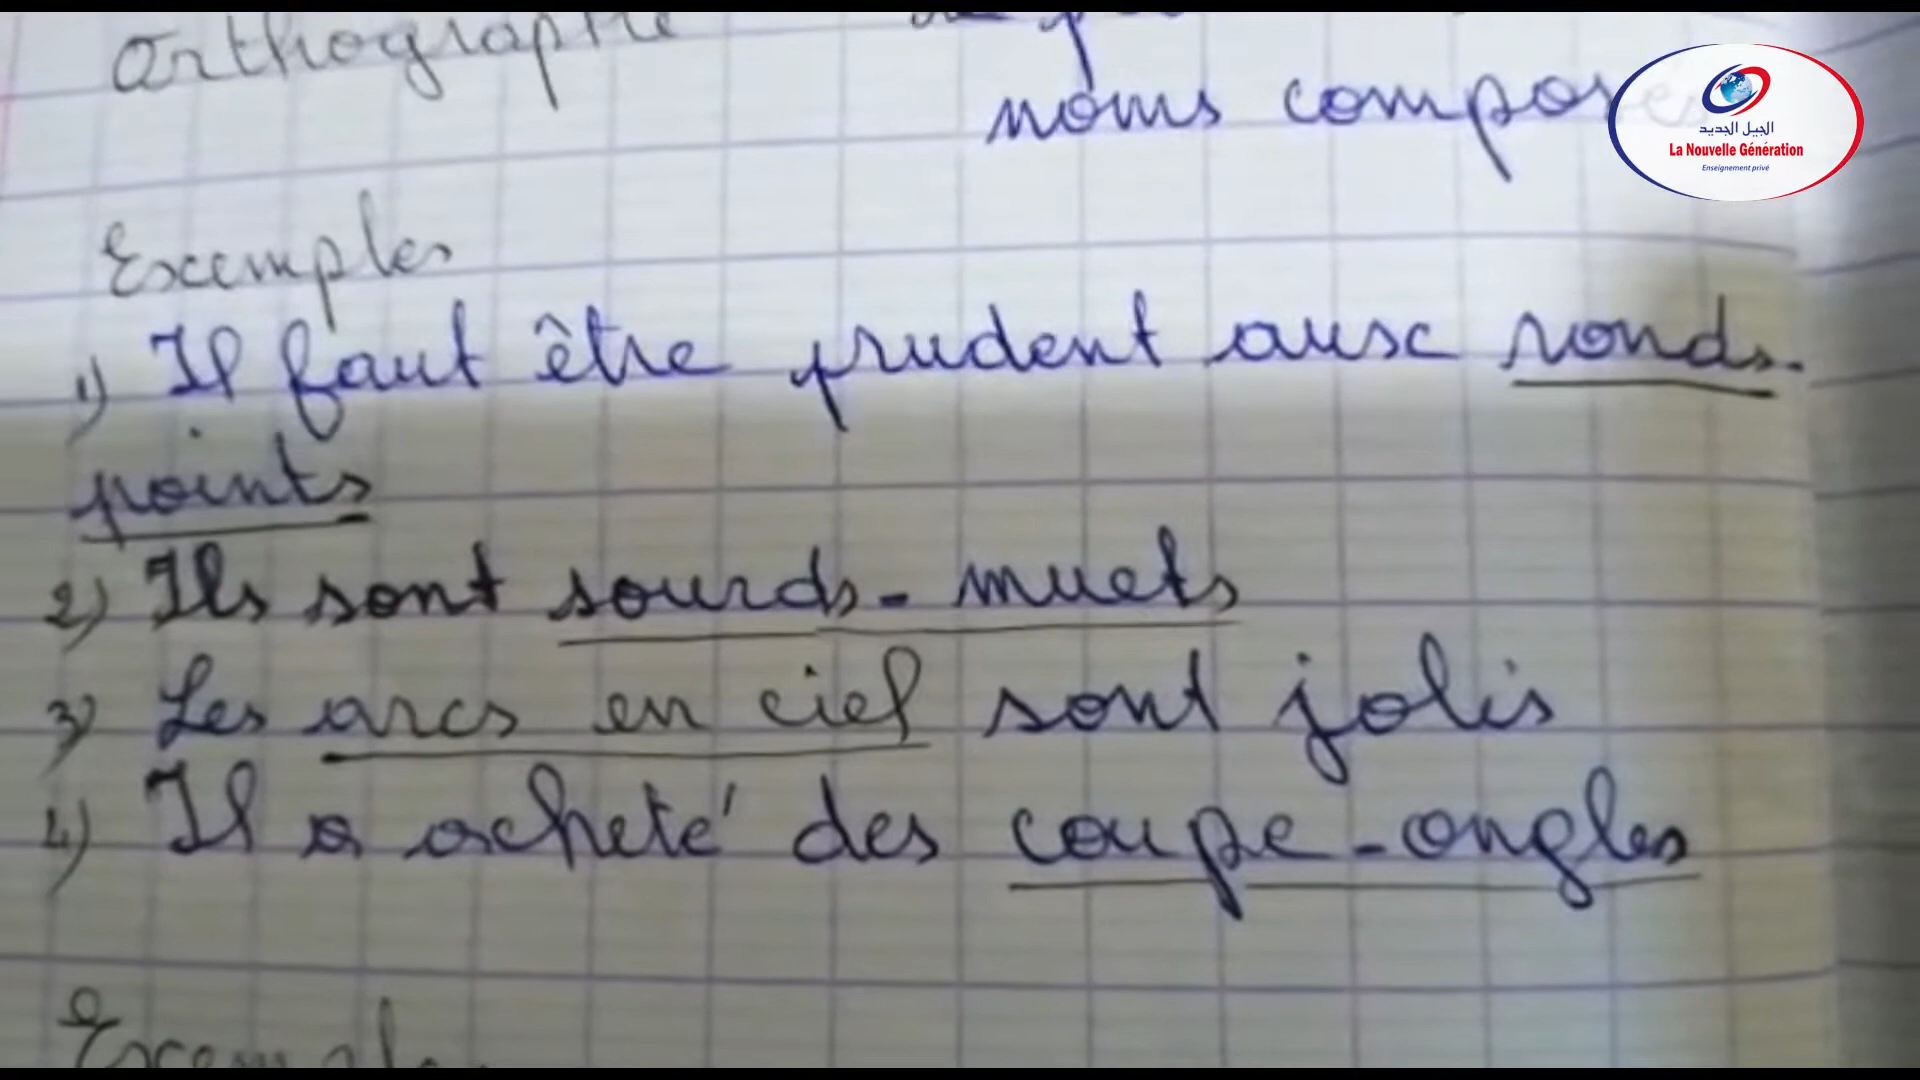 Orthographe
noms composés
الجيل الجديد
La Nouvelle Génération
Enseignement privé
Exemples
1) Il faut être prudent aux ronds-
points
2) Ils sont sourds-muets
3) Les arcs en ciel sont jolis
4) Il a acheté des coupe-ongles